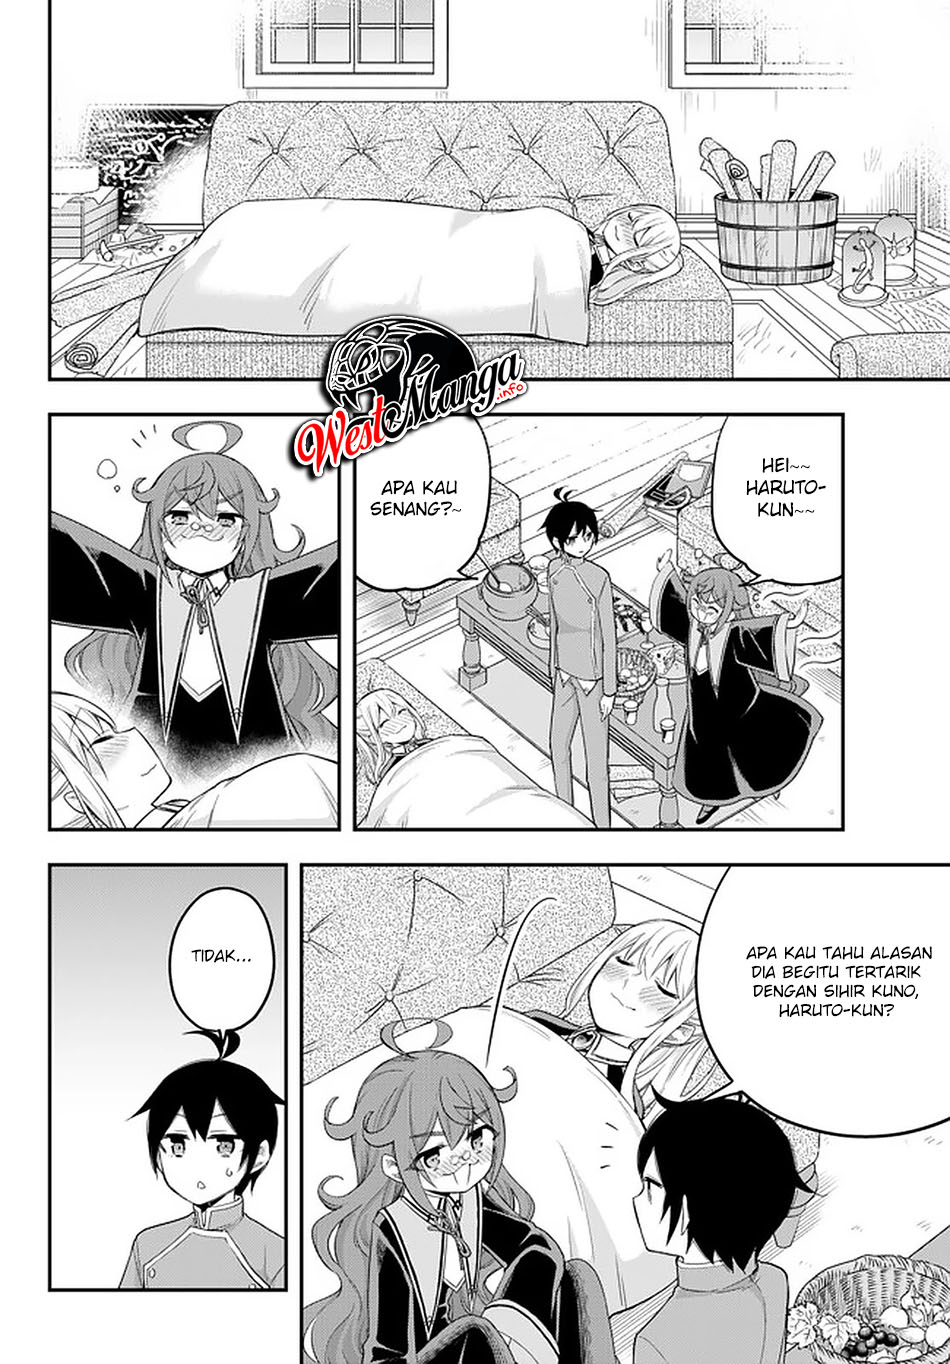 WestManga
.info
HEI~~
HARUTO-
KUN~~
APA KAU
SENANG?~
APA KAU TAHU ALASAN
DIA BEGITU TERTARIK
DENGAN SIHIR KUNO,
HARUTO-KUN?
TIDAK...